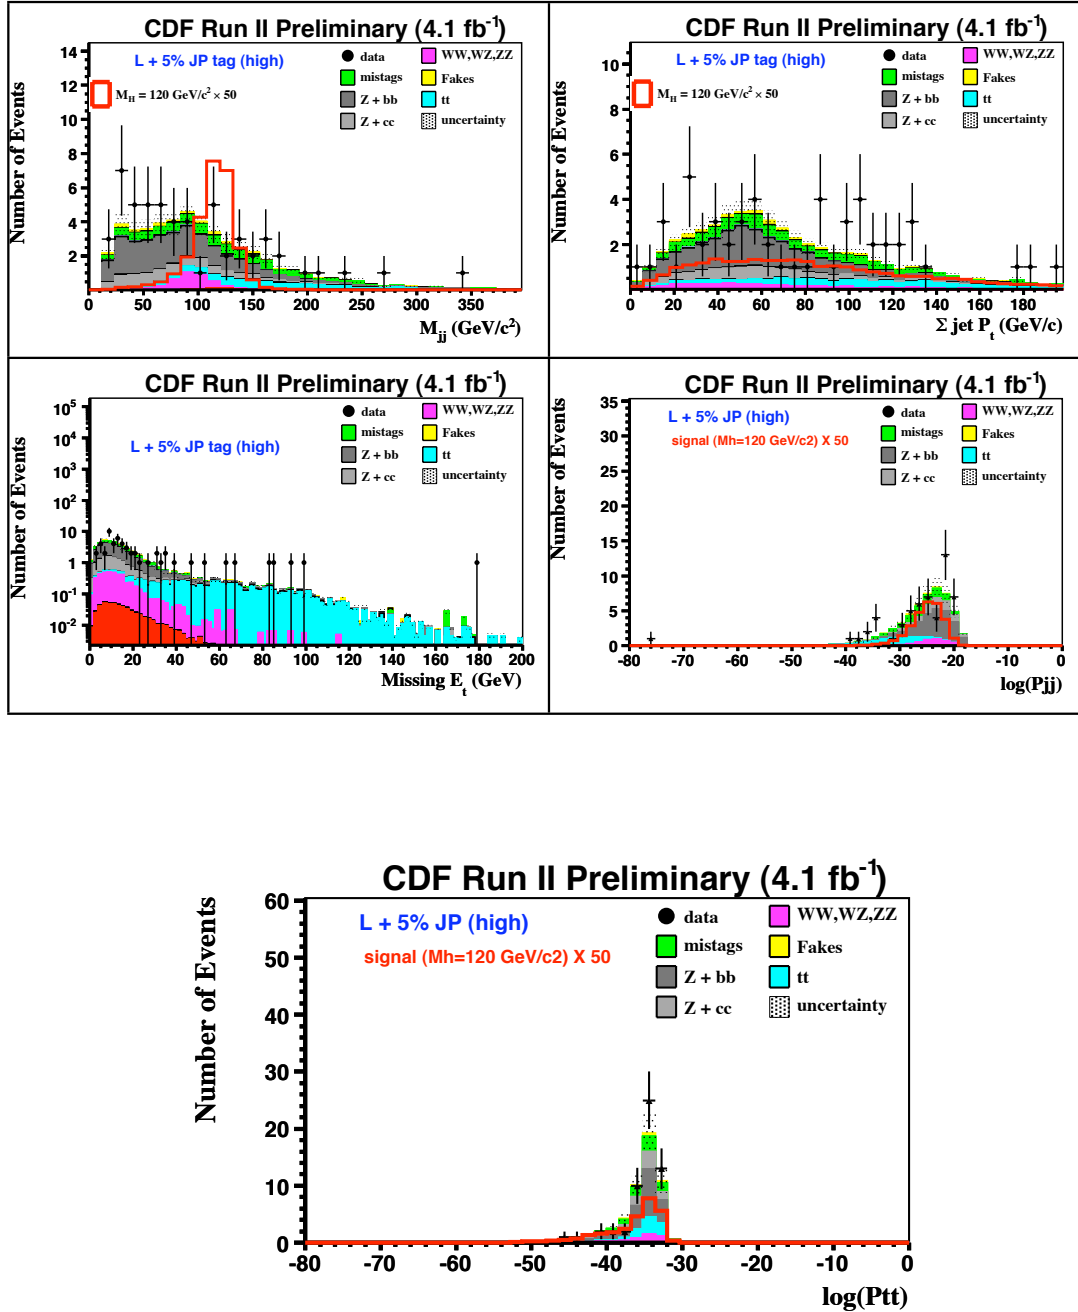 CDF Run II Preliminary (4.1 fb-1)
L + 5% JP tag (high)
MH = 120 GeV/c2 × 50
data
mistags
Z + bb
Z + cc
WW,WZ,ZZ
Fakes
tt
uncertainty
Number of Events
14
12
10
8
6
4
2
0 50 100 150 200 250 300 350
Mjj (GeV/c2)
CDF Run II Preliminary (4.1 fb-1)
L + 5% JP tag (high)
MH = 120 GeV/c2 × 50
data
mistags
Z + bb
Z + cc
WW,WZ,ZZ
Fakes
tt
uncertainty
Number of Events
10
8
6
4
2
0 20 40 60 80 100 120 140 160 180
Σ jet Pt (GeV/c)
CDF Run II Preliminary (4.1 fb-1)
L + 5% JP tag (high)
data
mistags
Z + bb
Z + cc
WW,WZ,ZZ
Fakes
tt
uncertainty
Number of Events
10^5
10^4
10^3
10^2
10
1
10^-1
10^-2
0 20 40 60 80 100 120 140 160 180 200
Missing Et (GeV)
CDF Run II Preliminary (4.1 fb-1)
L + 5% JP (high)
signal (Mh=120 GeV/c2) X 50
data
mistags
Z + bb
Z + cc
WW,WZ,ZZ
Fakes
tt
uncertainty
Number of Events
35
30
25
20
15
10
5
0
-80 -70 -60 -50 -40 -30 -20 -10 0
log(Pjj)
CDF Run II Preliminary (4.1 fb-1)
L + 5% JP (high)
signal (Mh=120 GeV/c2) X 50
data
mistags
Z + bb
Z + cc
WW,WZ,ZZ
Fakes
tt
uncertainty
Number of Events
60
50
40
30
20
10
0
-80 -70 -60 -50 -40 -30 -20 -10 0
log(Ptt)